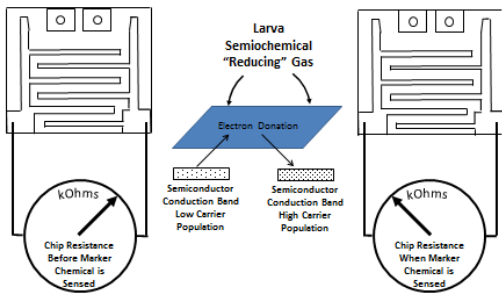 Larva
Semiochemical
“Reducing” Gas
Electron Donation
Semiconductor
Conduction Band
Low Carrier
Population
Semiconductor
Conduction Band
High Carrier
Population
kOhms
Chip Resistance
Before Marker
Chemical is
Sensed
kOhms
Chip Resistance
When Marker
Chemical is
Sensed